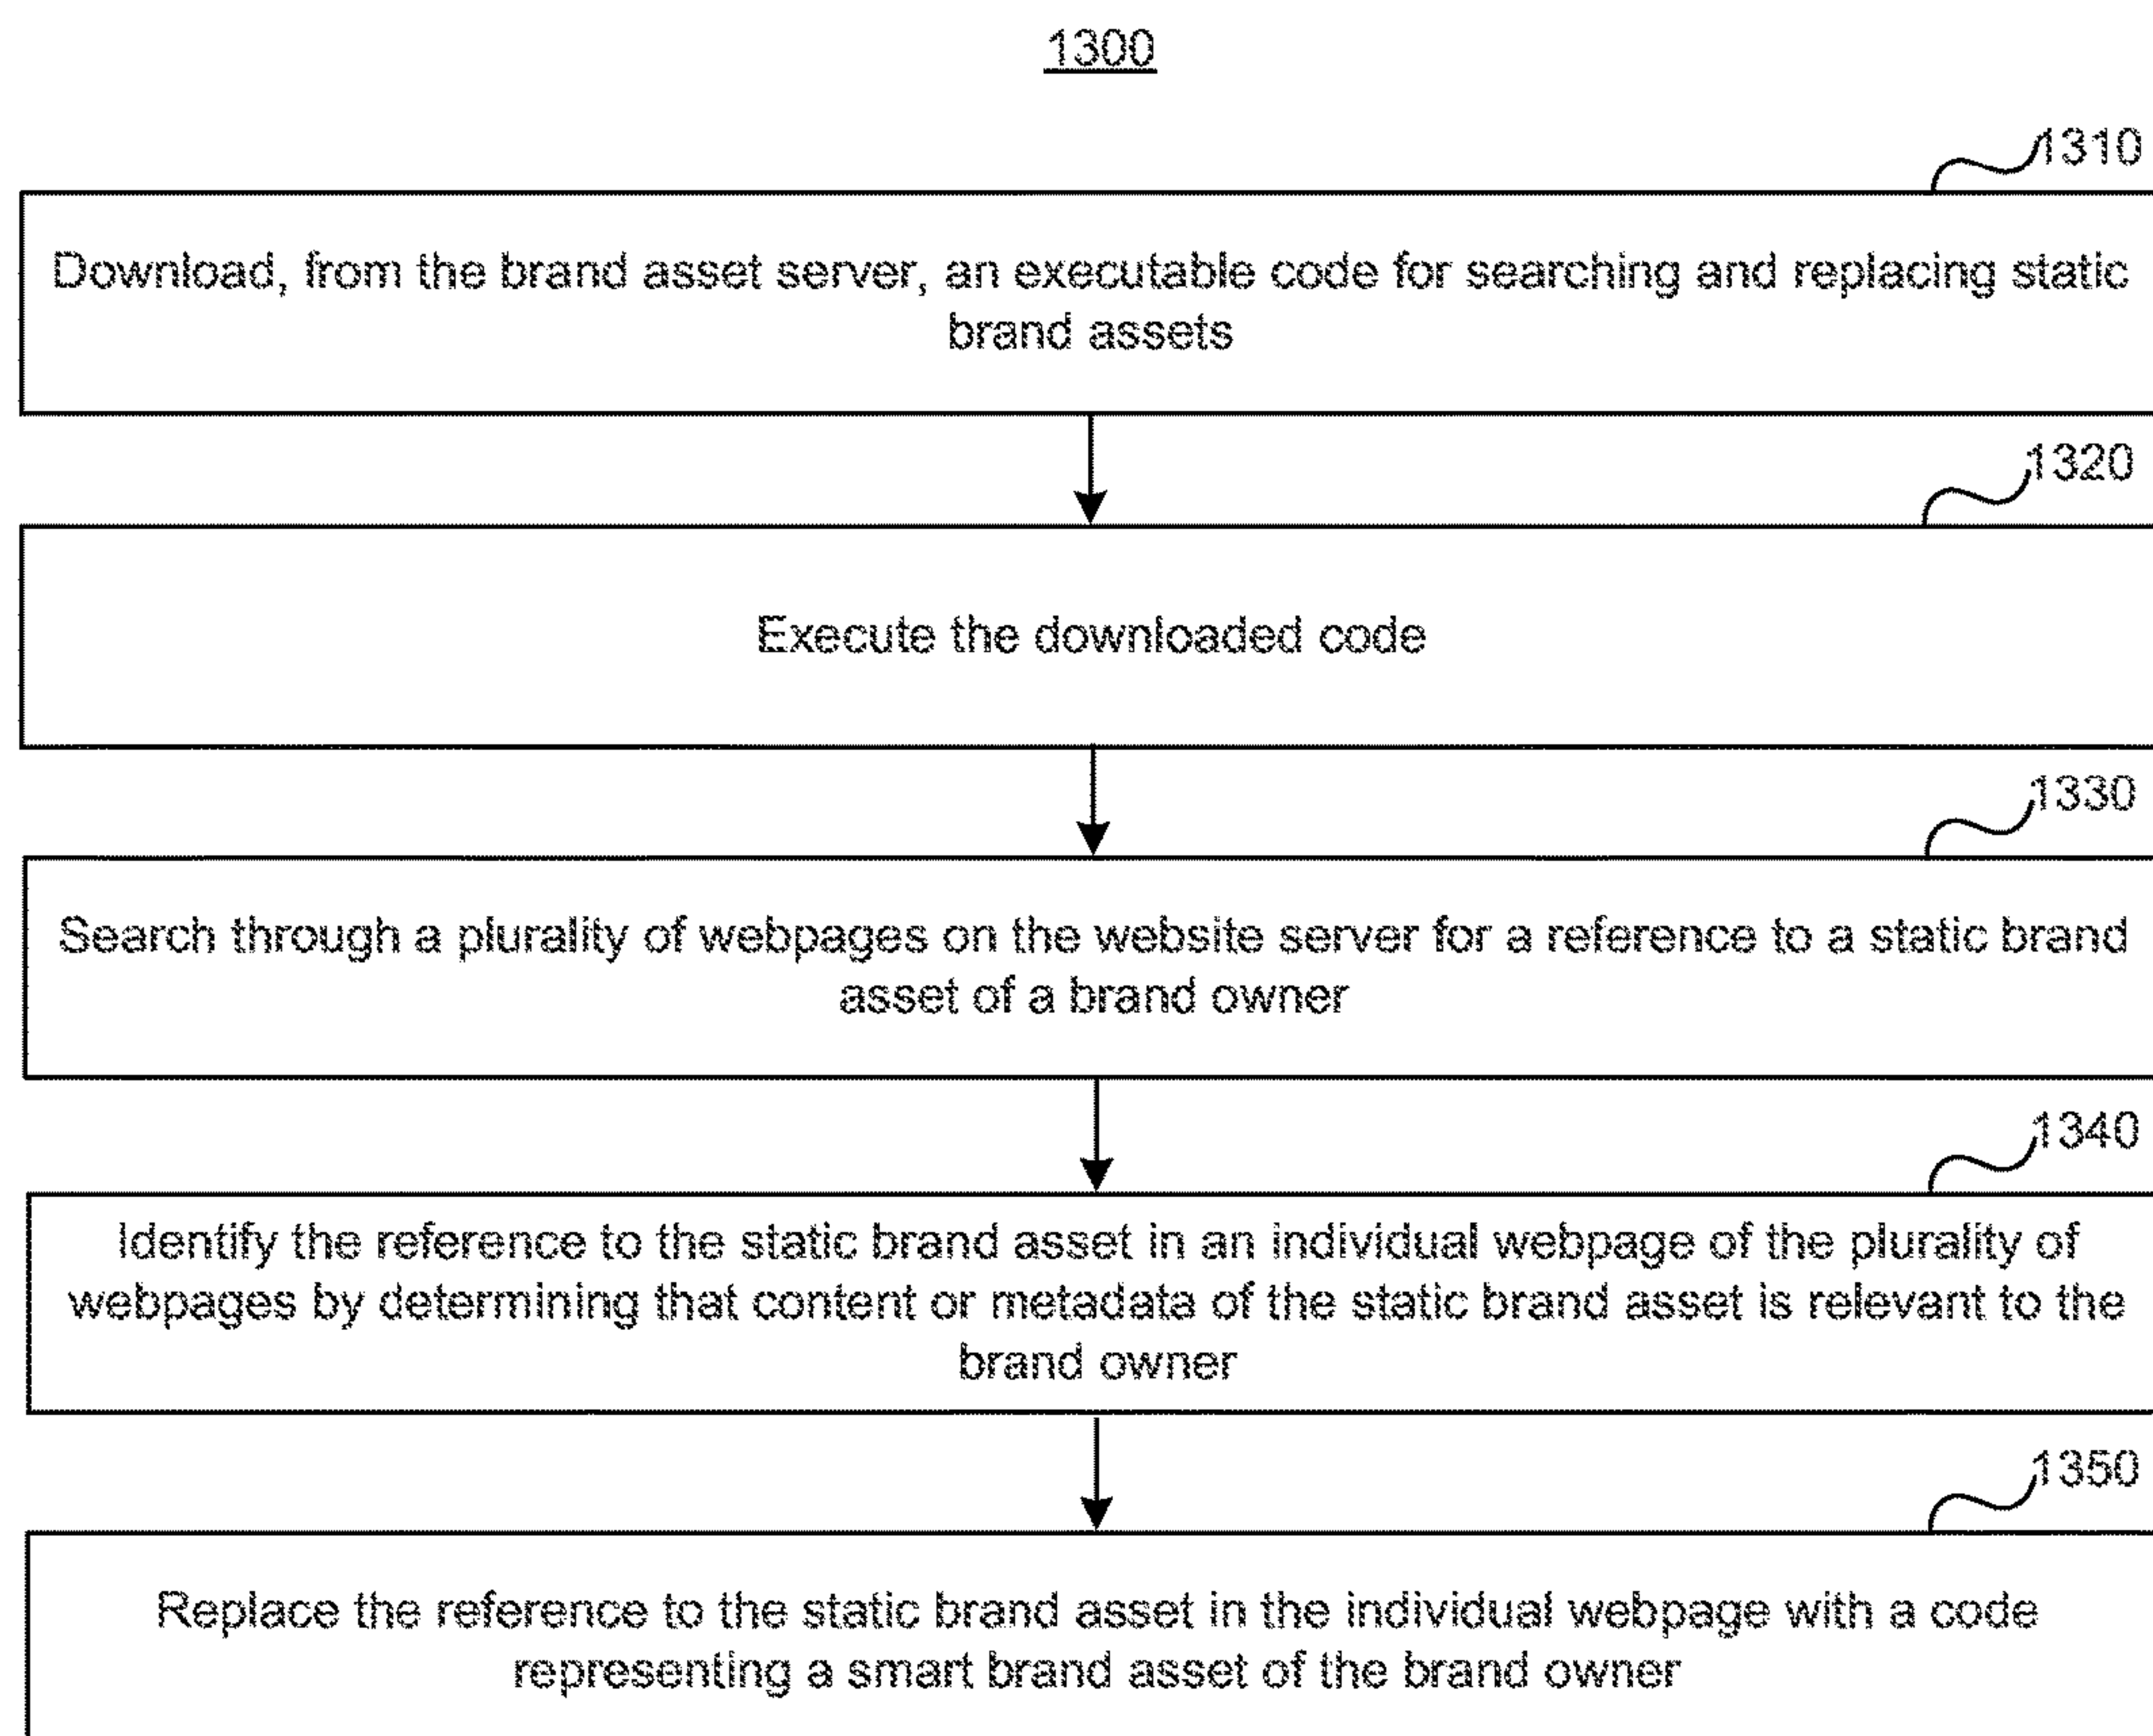 1300
1310
Download, from the brand asset server, an executable code for searching and replacing static
brand assets
1320
Execute the downloaded code
1330
Search through a plurality of webpages on the website server for a reference to a static brand
asset of a brand owner
1340
Identify the reference to the static brand asset in an individual webpage of the plurality of
webpages by determining that content or metadata of the static brand asset is relevant to the
brand owner
1350
Replace the reference to the static brand asset in the individual webpage with a code
representing a smart brand asset of the brand owner